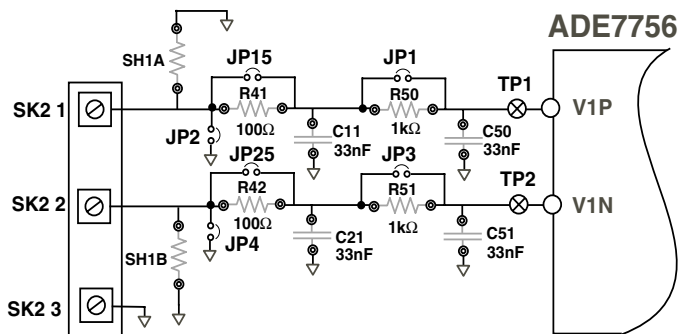 ADE7756
SH1A
JP15
JP1
R41
R50
TP1
SK2 1
V1P
JP2
100Ω
C11
33nF
1kΩ
C50
33nF
JP25
JP3
TP2
R42
R51
SK2 2
V1N
100Ω
1kΩ
JP4
C21
33nF
C51
33nF
SH1B
SK2 3